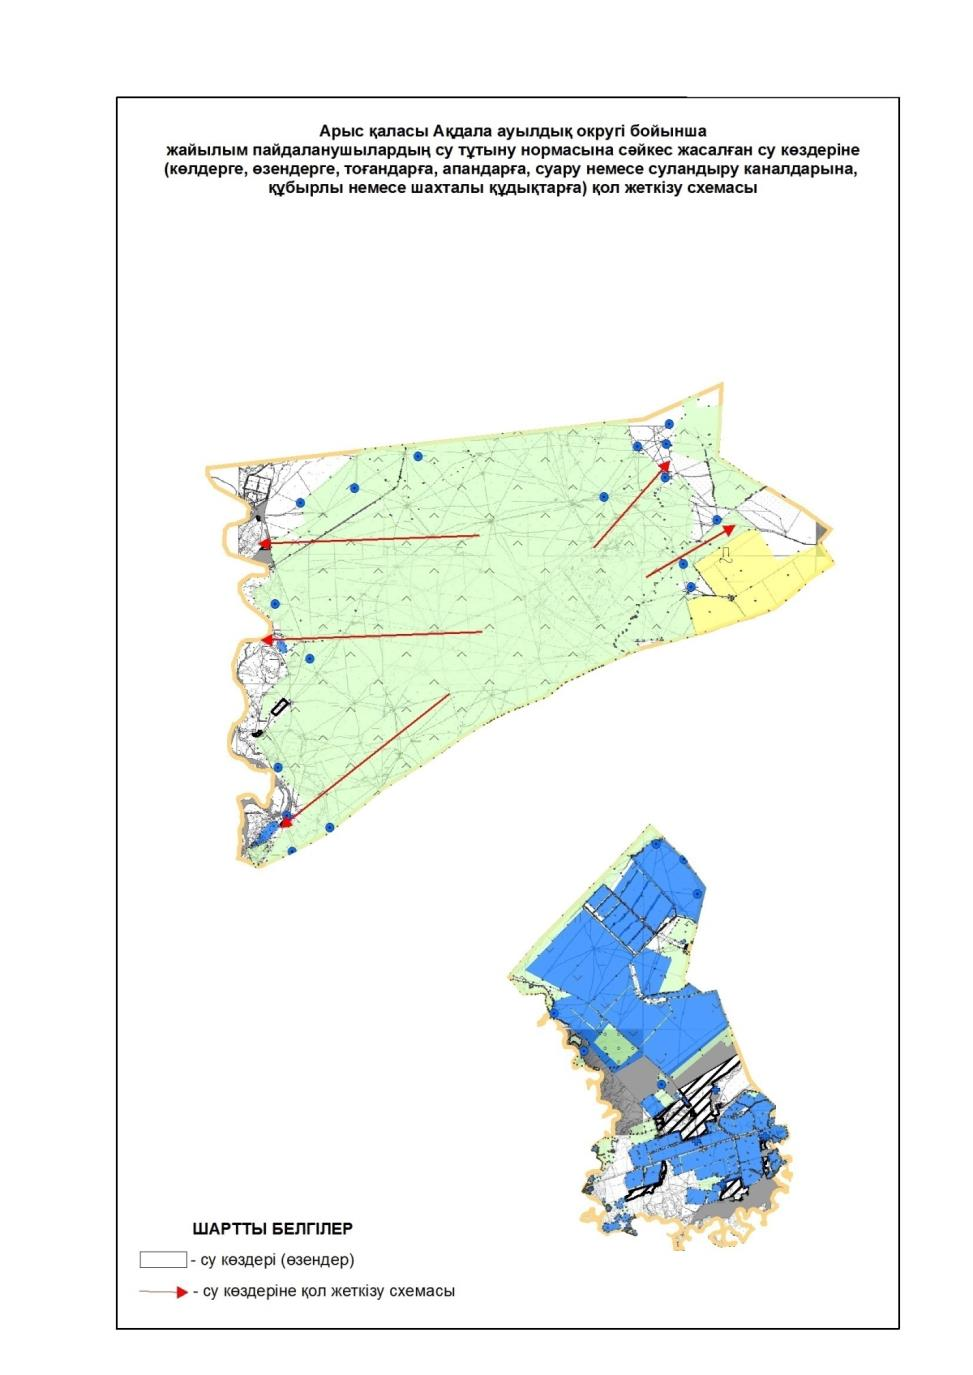 Арыс қаласы Ақдала ауылдық округі бойынша
жайылым пайдаланушылардың су тұтыну нормасына сәйкес жасалған су көздеріне
(көлдерге, өзендерге, тоғандарға, апандарға, суару немесе суландыру каналдарына,
құбырлы немесе шахталы құдықтарға) қол жеткізу схемасы
ШАРТТЫ БЕЛГІЛЕР
- су көздері (өзендер)
- су көздеріне қол жеткізу схемасы